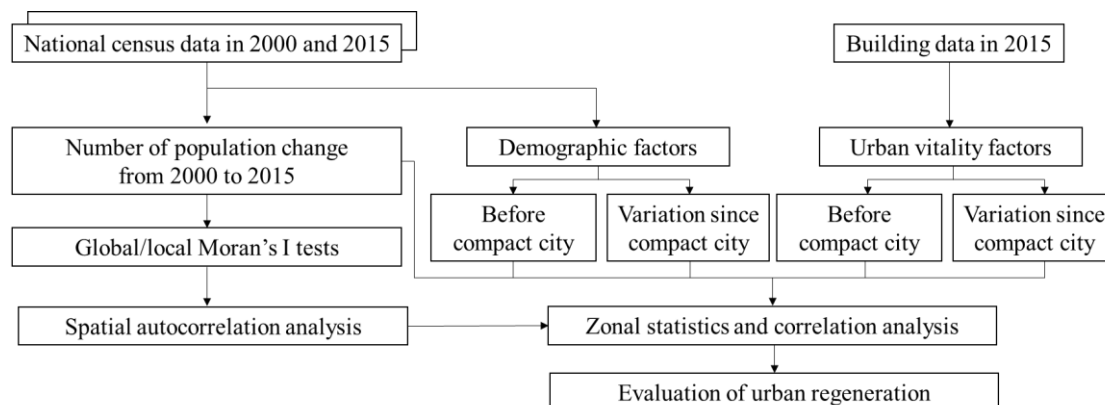 National census data in 2000 and 2015
Building data in 2015
Number of population change
from 2000 to 2015
Demographic factors
Urban vitality factors
Before
compact city
Variation since
compact city
Before
compact city
Variation since
compact city
Global/local Moran’s I tests
Spatial autocorrelation analysis
Zonal statistics and correlation analysis
Evaluation of urban regeneration